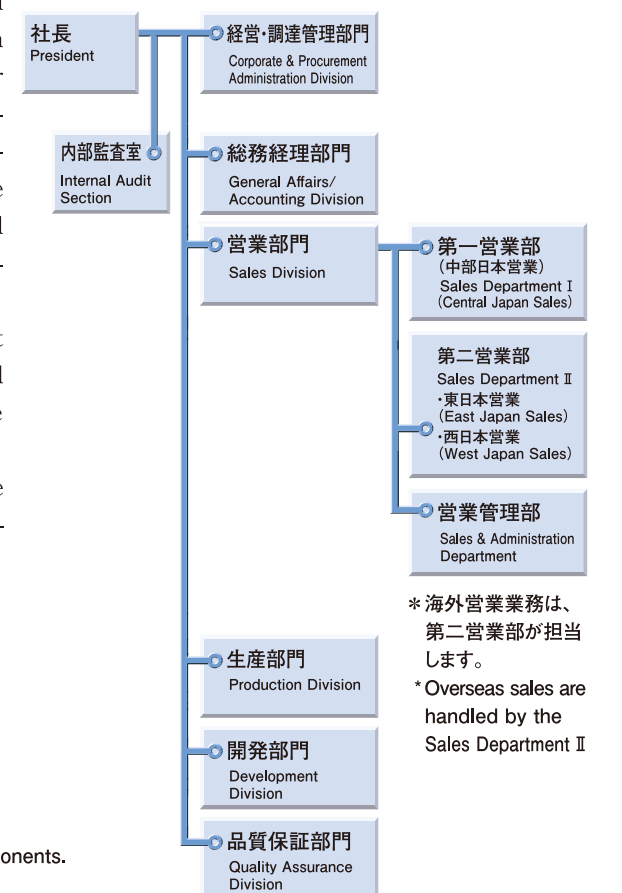 社長
President
内部監査室
Internal Audit
Section
経営・調達管理部門
Corporate & Procurement
Administration Division
総務経理部門
General Affairs/
Accounting Division
営業部門
Sales Division
第一営業部
（中部日本営業）
Sales Department Ⅰ
(Central Japan Sales)
第二営業部
Sales Department Ⅱ
・東日本営業
(East Japan Sales)
・西日本営業
(West Japan Sales)
営業管理部
Sales & Administration
Department
＊海外営業業務は、
第二営業部が担当
します。
*Overseas sales are
handled by the
Sales Department Ⅱ
生産部門
Production Division
開発部門
Development
Division
品質保証部門
Quality Assurance
Division
onents.